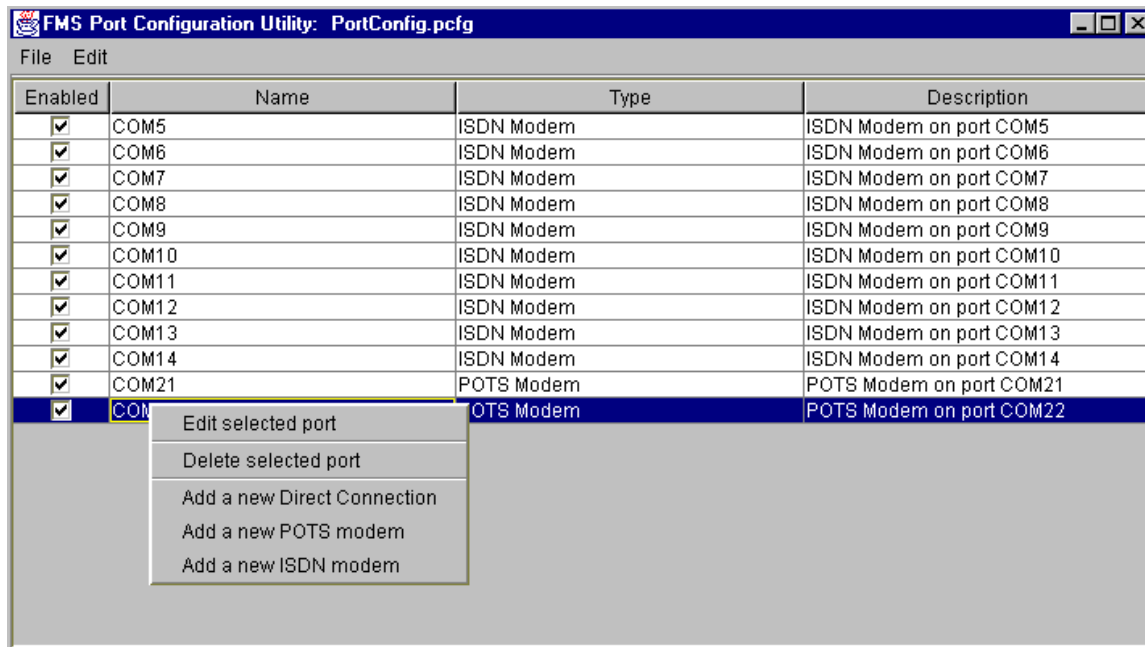 FMS Port Configuration Utility: PortConfig.pcfg
File Edit
Enabled Name Type Description
COM5 ISDN Modem ISDN Modem on port COM5
COM6 ISDN Modem ISDN Modem on port COM6
COM7 ISDN Modem ISDN Modem on port COM7
COM8 ISDN Modem ISDN Modem on port COM8
COM9 ISDN Modem ISDN Modem on port COM9
COM10 ISDN Modem ISDN Modem on port COM10
COM11 ISDN Modem ISDN Modem on port COM11
COM12 ISDN Modem ISDN Modem on port COM12
COM13 ISDN Modem ISDN Modem on port COM13
COM14 ISDN Modem ISDN Modem on port COM14
COM21 POTS Modem POTS Modem on port COM21
Modem POTS Modem on port COM22
Edit selected port
Delete selected port
Add a new Direct Connection
Add a new POTS modem
Add a new ISDN modem